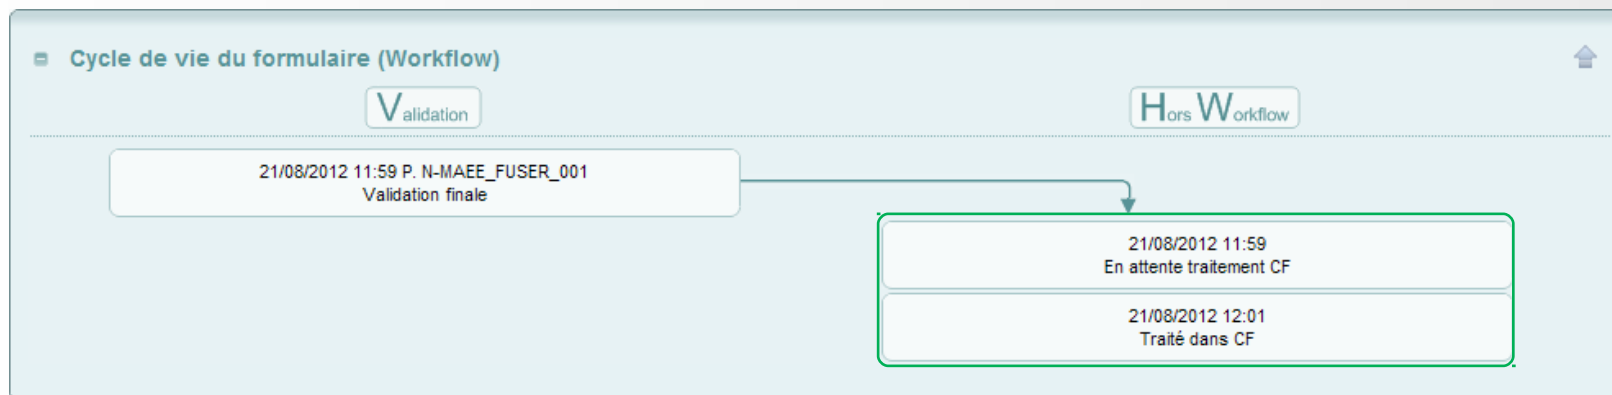 Cycle de vie du formulaire (Workflow)
Validation
Hors Workflow
21/08/2012 11:59 P. N-MAEE_FUSER_001
Validation finale
21/08/2012 11:59
En attente traitement CF
21/08/2012 12:01
Traité dans CF